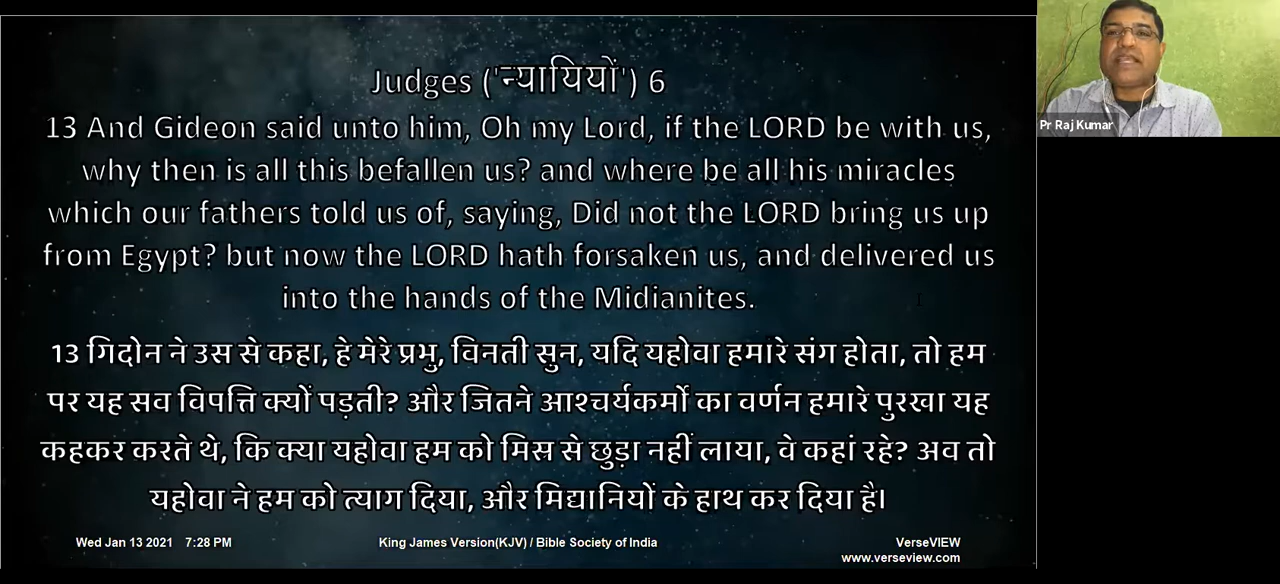 Judges ('न्यायियों') 6
13 And Gideon said unto him, Oh my Lord, if the LORD be with us,
why then is all this befallen us? and where be all his miracles
which our fathers told us of, saying, Did not the LORD bring us up
from Egypt? but now the LORD hath forsaken us, and delivered us
into the hands of the Midianites.
13 गिदोन ने उस से कहा, हे मेरे प्रभु, विनती सुन, यदि यहोवा हमारे संग होता, तो हम
पर यह सव विपत्ति क्यों पड़ती? और जितने आश्चर्यकर्मो का वर्णन हमारे पुरखा यह
कहकर करते थे, कि क्या यहोवा हम को मिस्र से छुड़ा नहीं लाया, वे कहां रहे? अव तो
यहोवा ने हम को त्याग दिया, और मिद्यानियों के हाथ कर दिया है।
Wed Jan 13 2021 7:28 PM
King James Version(KJV) / Bible Society of India
VerseVIEW
www.verseview.com
Pr Raj Kumar